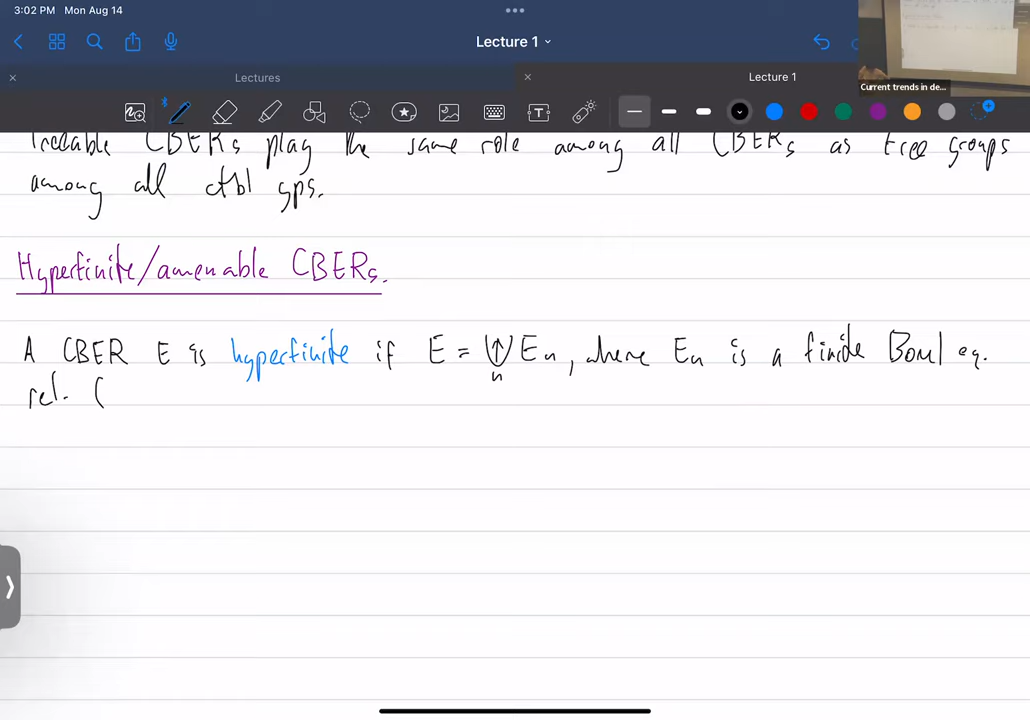 3:02 PM Mon Aug 14
Lecture 1
Lectures
Lecture 1
Current trends in de...
Treeable CBERs play the same role among all CBERs as free groups
among all ctbl gps.
Hyperfinite/amenable CBERs.
A CBER E is hyperfinite if E = ⋃↑ₙ Eₙ, where Eₙ is a finite Borel eq.
rel. (